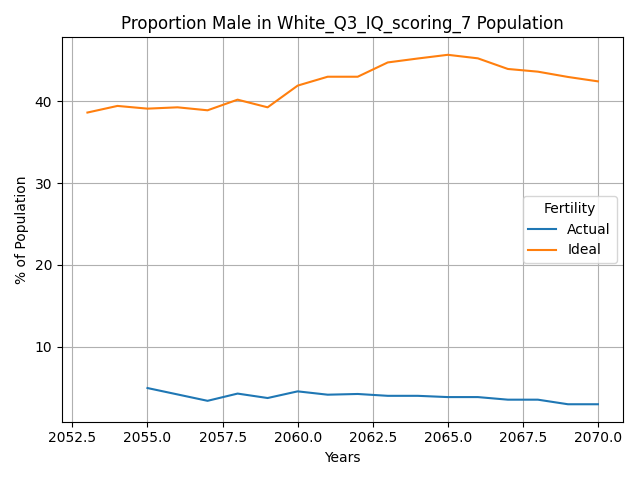 Proportion Male in White_Q3_IQ_scoring_7 Population
% of Population
40
30
20
10
Fertility
Actual
Ideal
2052.5 2055.0 2057.5 2060.0 2062.5 2065.0 2067.5 2070.0
Years